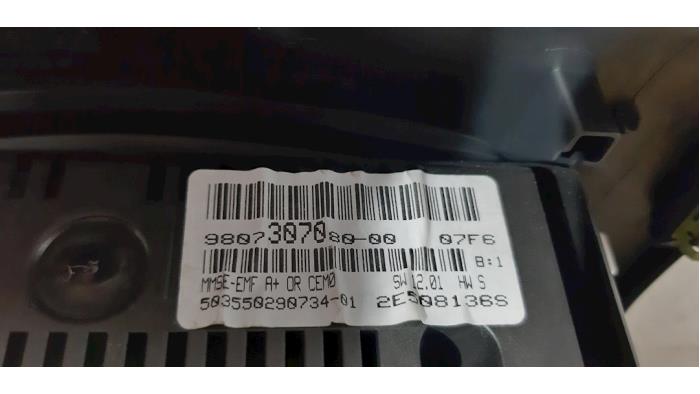 9807307080-00 07F6
B:1
MMSE-EMF A+ OR CEM0 SW 12.01 HW S
503550290734-01 2E508136S